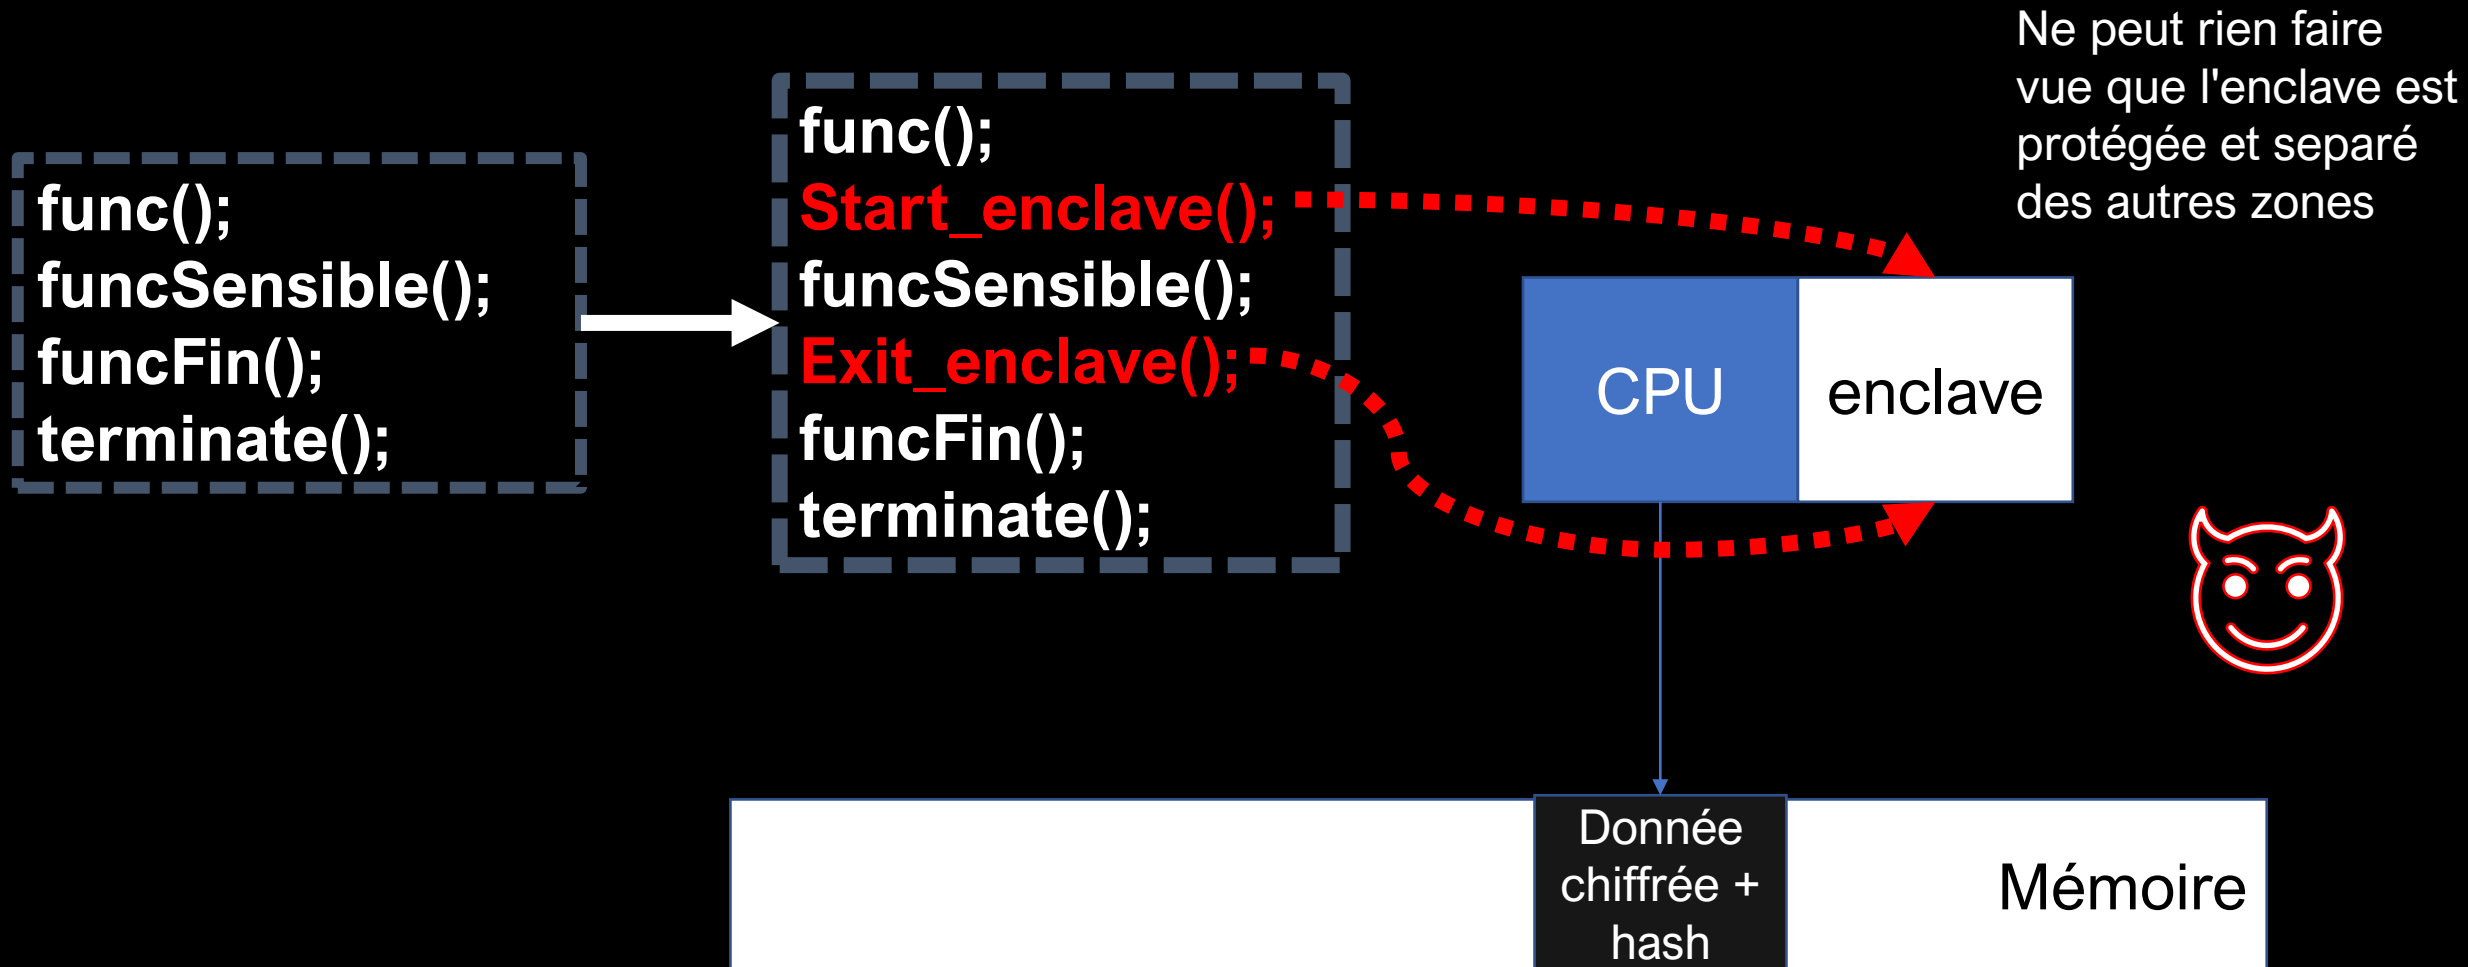 func();
funcSensible();
funcFin();
terminate();
func();
Start_enclave();
funcSensible();
Exit_enclave();
funcFin();
terminate();
Ne peut rien faire
vue que l'enclave est
protégée et separé
des autres zones
CPU
enclave
Donnée
chiffrée +
hash
Mémoire